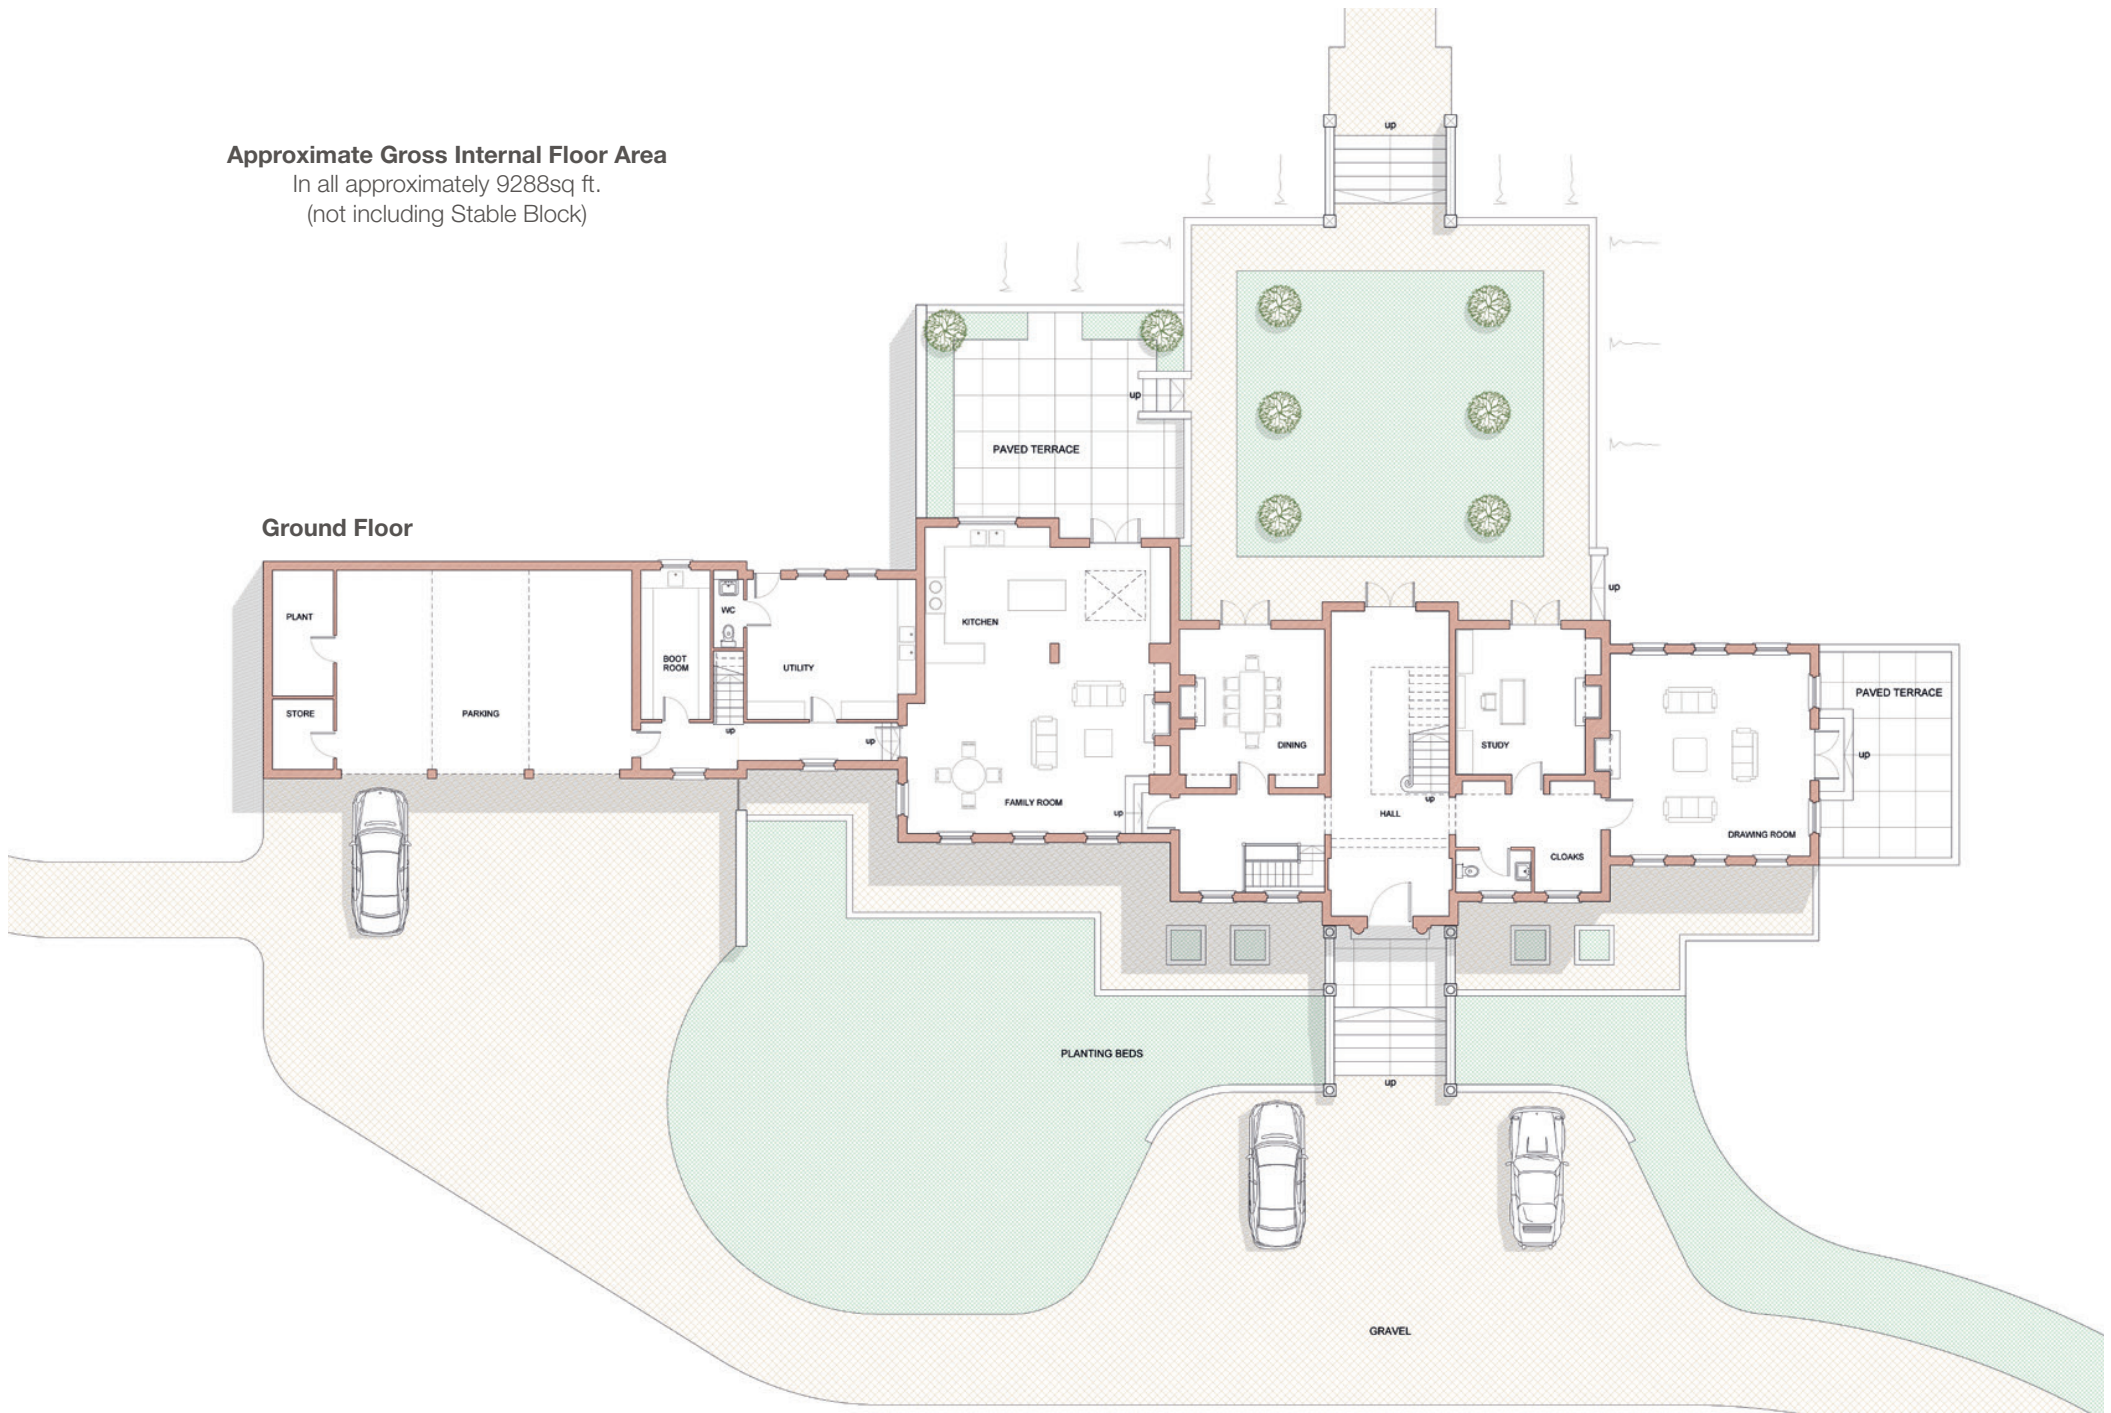 Approximate Gross Internal Floor Area
In all approximately 9288sq ft.
(not including Stable Block)
up
up
PAVED TERRACE
Ground Floor
up
PLANT
WC
KITCHEN
BOOT
ROOM
UTILITY
PAVED TERRACE
STORE
PARKING
up
up
DINING
STUDY
up
FAMILY ROOM
up
up
HALL
DRAWING ROOM
CLOAKS
PLANTING BEDS
up
GRAVEL